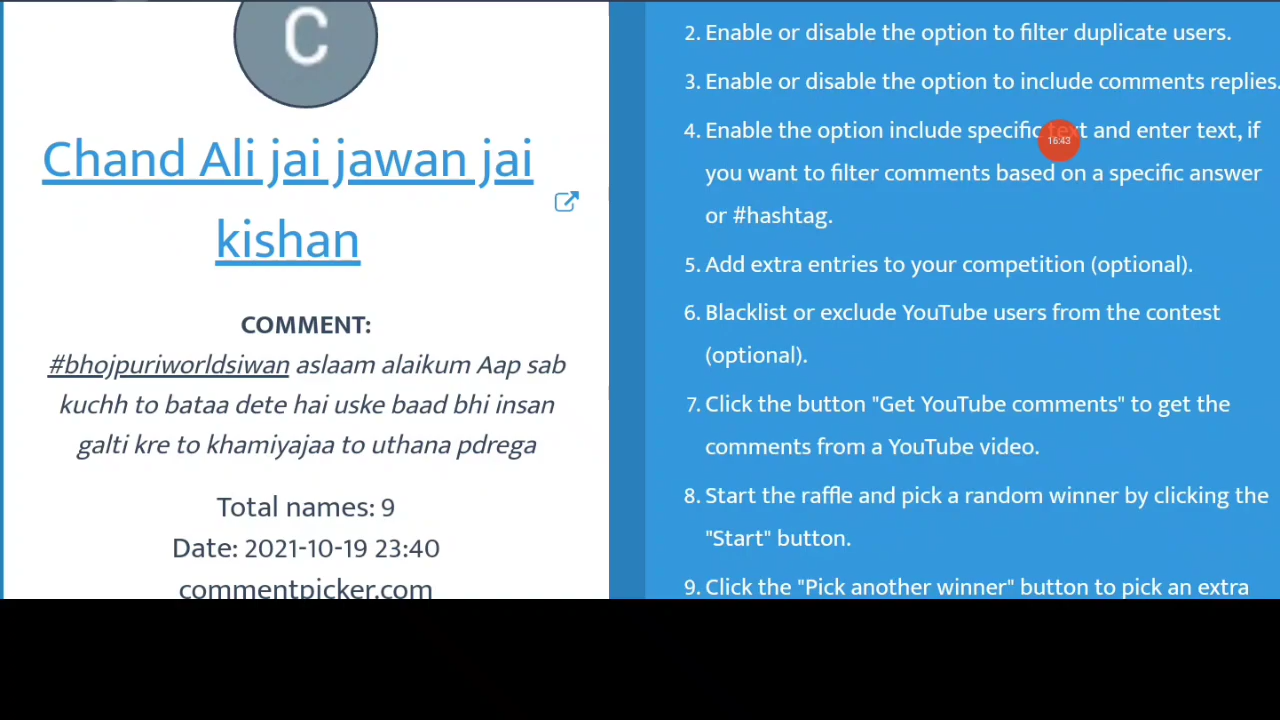 C
Chand Ali jai jawan jai
kishan
COMMENT:
#bhojpuriworldsiwan aslaam alaikum Aap sab
kuchh to bataa dete hai uske baad bhi insan
galti kre to khamiyajaa to uthana pdrega
Total names: 9
Date: 2021-10-19 23:40
commentpicker.com
2. Enable or disable the option to filter duplicate users.
3. Enable or disable the option to include comments replies.
4. Enable the option include specific text and enter text, if
16:43
you want to filter comments based on a specific answer
or #hashtag.
5. Add extra entries to your competition (optional).
6. Blacklist or exclude YouTube users from the contest
(optional).
7. Click the button "Get YouTube comments" to get the
comments from a YouTube video.
8. Start the raffle and pick a random winner by clicking the
"Start" button.
9. Click the "Pick another winner" button to pick an extra